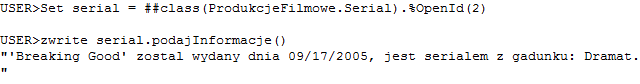 USER>Set serial = ##class(ProdukcjeFilmowe.Serial).%OpenId(2)
USER>zwrite serial.podajInformacje()
"'Breaking Good' zostal wydany dnia 09/17/2005, jest serialem z gadunku: Dramat.
"